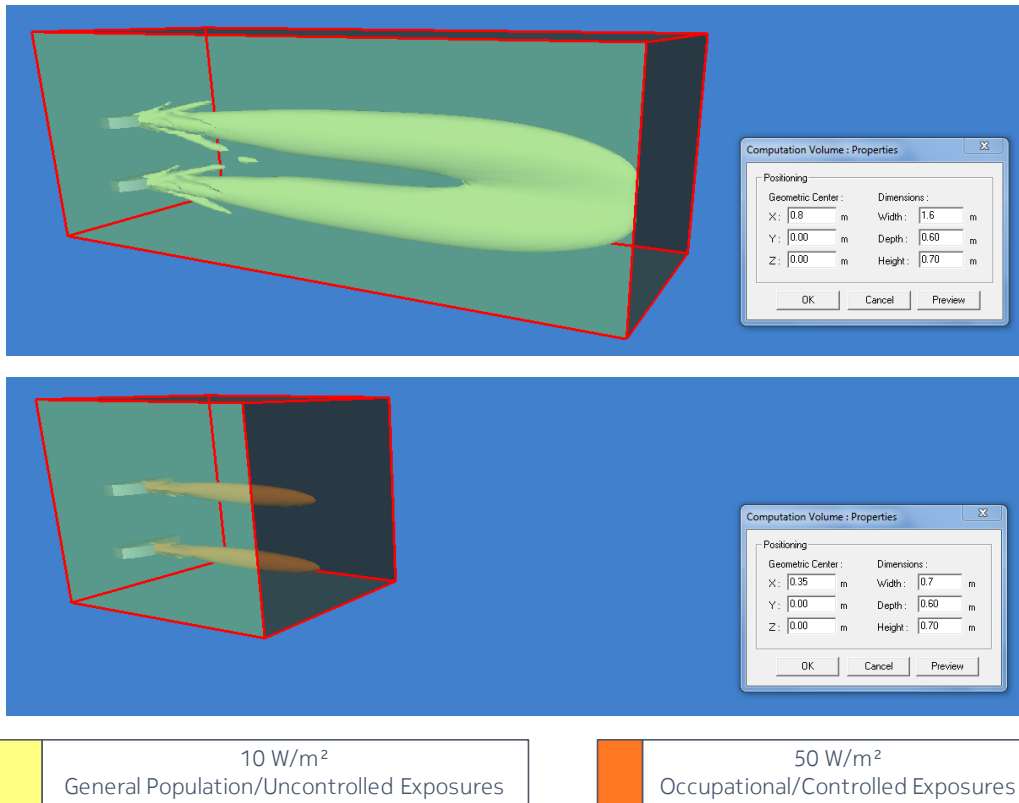 Computation Volume : Properties
Positioning
Geometric Center : Dimensions :
X : 0.8 m Width : 1.6 m
Y : 0.00 m Depth : 0.60 m
Z : 0.00 m Height : 0.70 m
OK Cancel Preview
Computation Volume : Properties
Positioning
Geometric Center : Dimensions :
X : 0.35 m Width : 0.7 m
Y : 0.00 m Depth : 0.60 m
Z : 0.00 m Height : 0.70 m
OK Cancel Preview
10 W/m²
General Population/Uncontrolled Exposures
50 W/m²
Occupational/Controlled Exposures